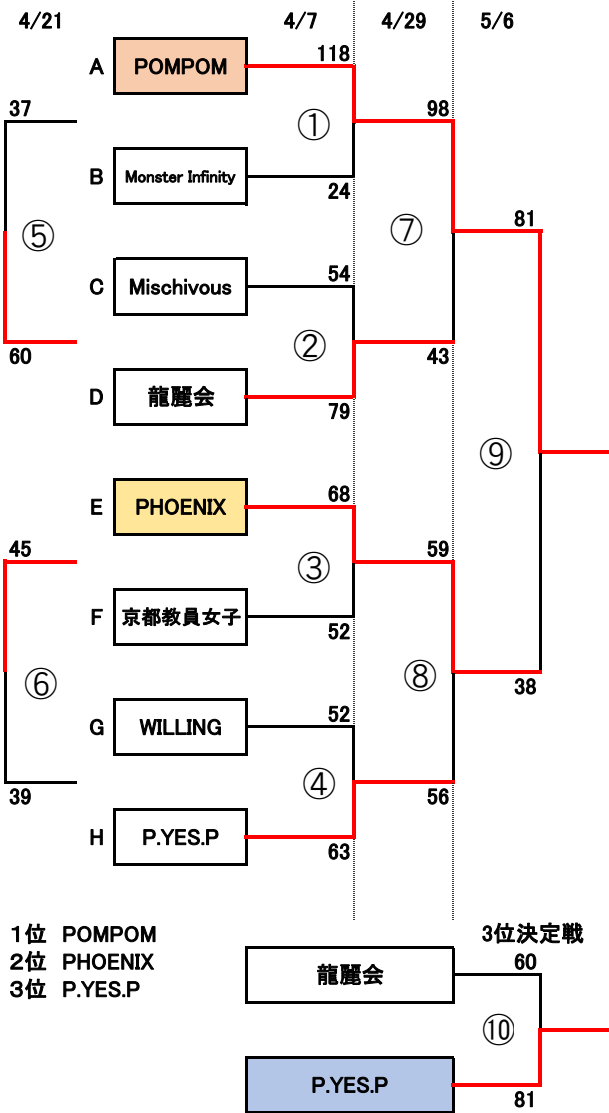 4/21 4/7 4/29 5/6
118
A POMPOM
37 98
①
B Monster Infinity
24
81
⑤ ⑦
54
C Mischivous
②
60 43
D 龍麗会
79
⑨
68
E PHOENIX
45 59
③
F 京都教員女子
52
⑥ ⑧
38
52
G WILLING
④
39 56
H P.YES.P
63
1位 POMPOM 3位決定戦
2位 PHOENIX 60
3位 P.YES.P
龍麗会
⑩
P.YES.P
81